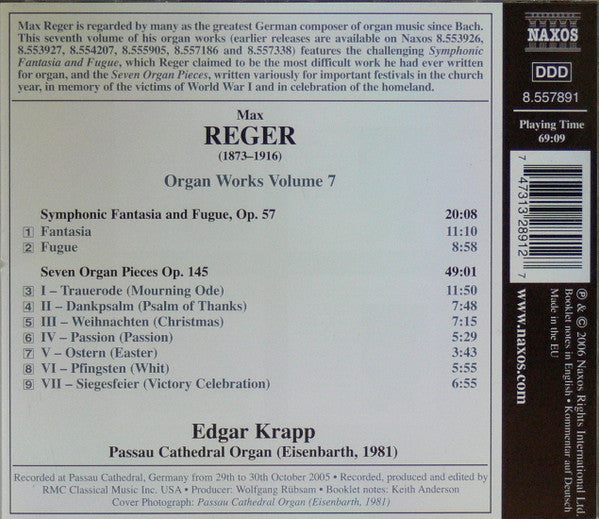 Max Reger is regarded by many as the greatest German composer of organ music since Bach.
This seventh volume of his organ works (earlier releases are available on Naxos 8.553926,
8.553927, 8.554207, 8.555905, 8.557186 and 8.557338) features the challenging Symphonic
Fantasia and Fugue, which Reger claimed to be the most difficult work he had ever written
for organ, and the Seven Organ Pieces, written variously for important festivals in the church
year, in memory of the victims of World War I and in celebration of the homeland.
Max
REGER
(1873–1916)
Organ Works Volume 7
Symphonic Fantasia and Fugue, Op. 57 20:08
1 Fantasia 11:10
2 Fugue 8:58
Seven Organ Pieces Op. 145 49:01
3 I – Trauerode (Mourning Ode) 11:50
4 II – Dankpsalm (Psalm of Thanks) 7:48
5 III – Weihnachten (Christmas) 7:15
6 IV – Passion (Passion) 5:29
7 V – Ostern (Easter) 3:43
8 VI – Pfingsten (Whit) 5:55
9 VII – Siegesfeier (Victory Celebration) 6:55
Edgar Krapp
Passau Cathedral Organ (Eisenbarth, 1981)
Recorded at Passau Cathedral, Germany from 29th to 30th October 2005 • Recorded, produced and edited by
RMC Classical Music Inc. USA • Producer: Wolfgang Rübsam • Booklet notes: Keith Anderson
Cover Photograph: Passau Cathedral Organ (Eisenbarth, 1981)
NAXOS
DDD
8.557891
Playing Time
69:09
7 47313 28912 7
℗ & © 2006 Naxos Rights International Ltd.
Booklet notes in English • Kommentar auf Deutsch
Made in the EU
www.naxos.com